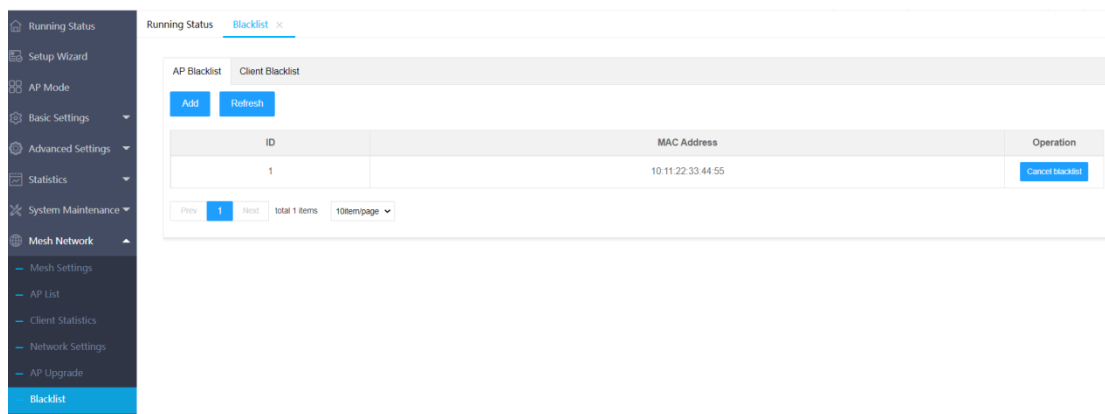 Running Status
Setup Wizard
AP Mode
Basic Settings
Advanced Settings
Statistics
System Maintenance
Mesh Network
Mesh Settings
AP List
Client Statistics
Network Settings
AP Upgrade
Blacklist
Running Status Blacklist ×
AP Blacklist Client Blacklist
Add Refresh
ID MAC Address Operation
1 10:11:22:33:44:55 Cancel blacklist
Prev 1 Next total 1 items 10item/page